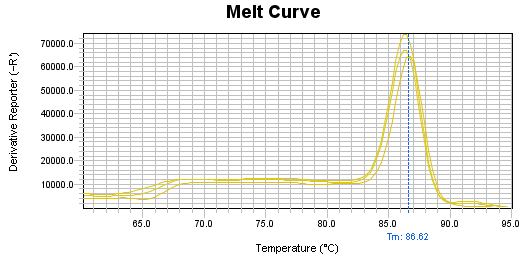 Melt Curve
Derivative Reporter (-R')
70000.0
60000.0
50000.0
40000.0
30000.0
20000.0
10000.0
65.0 70.0 75.0 80.0 85.0 90.0 95.0
Tm: 86.62
Temperature (°C)